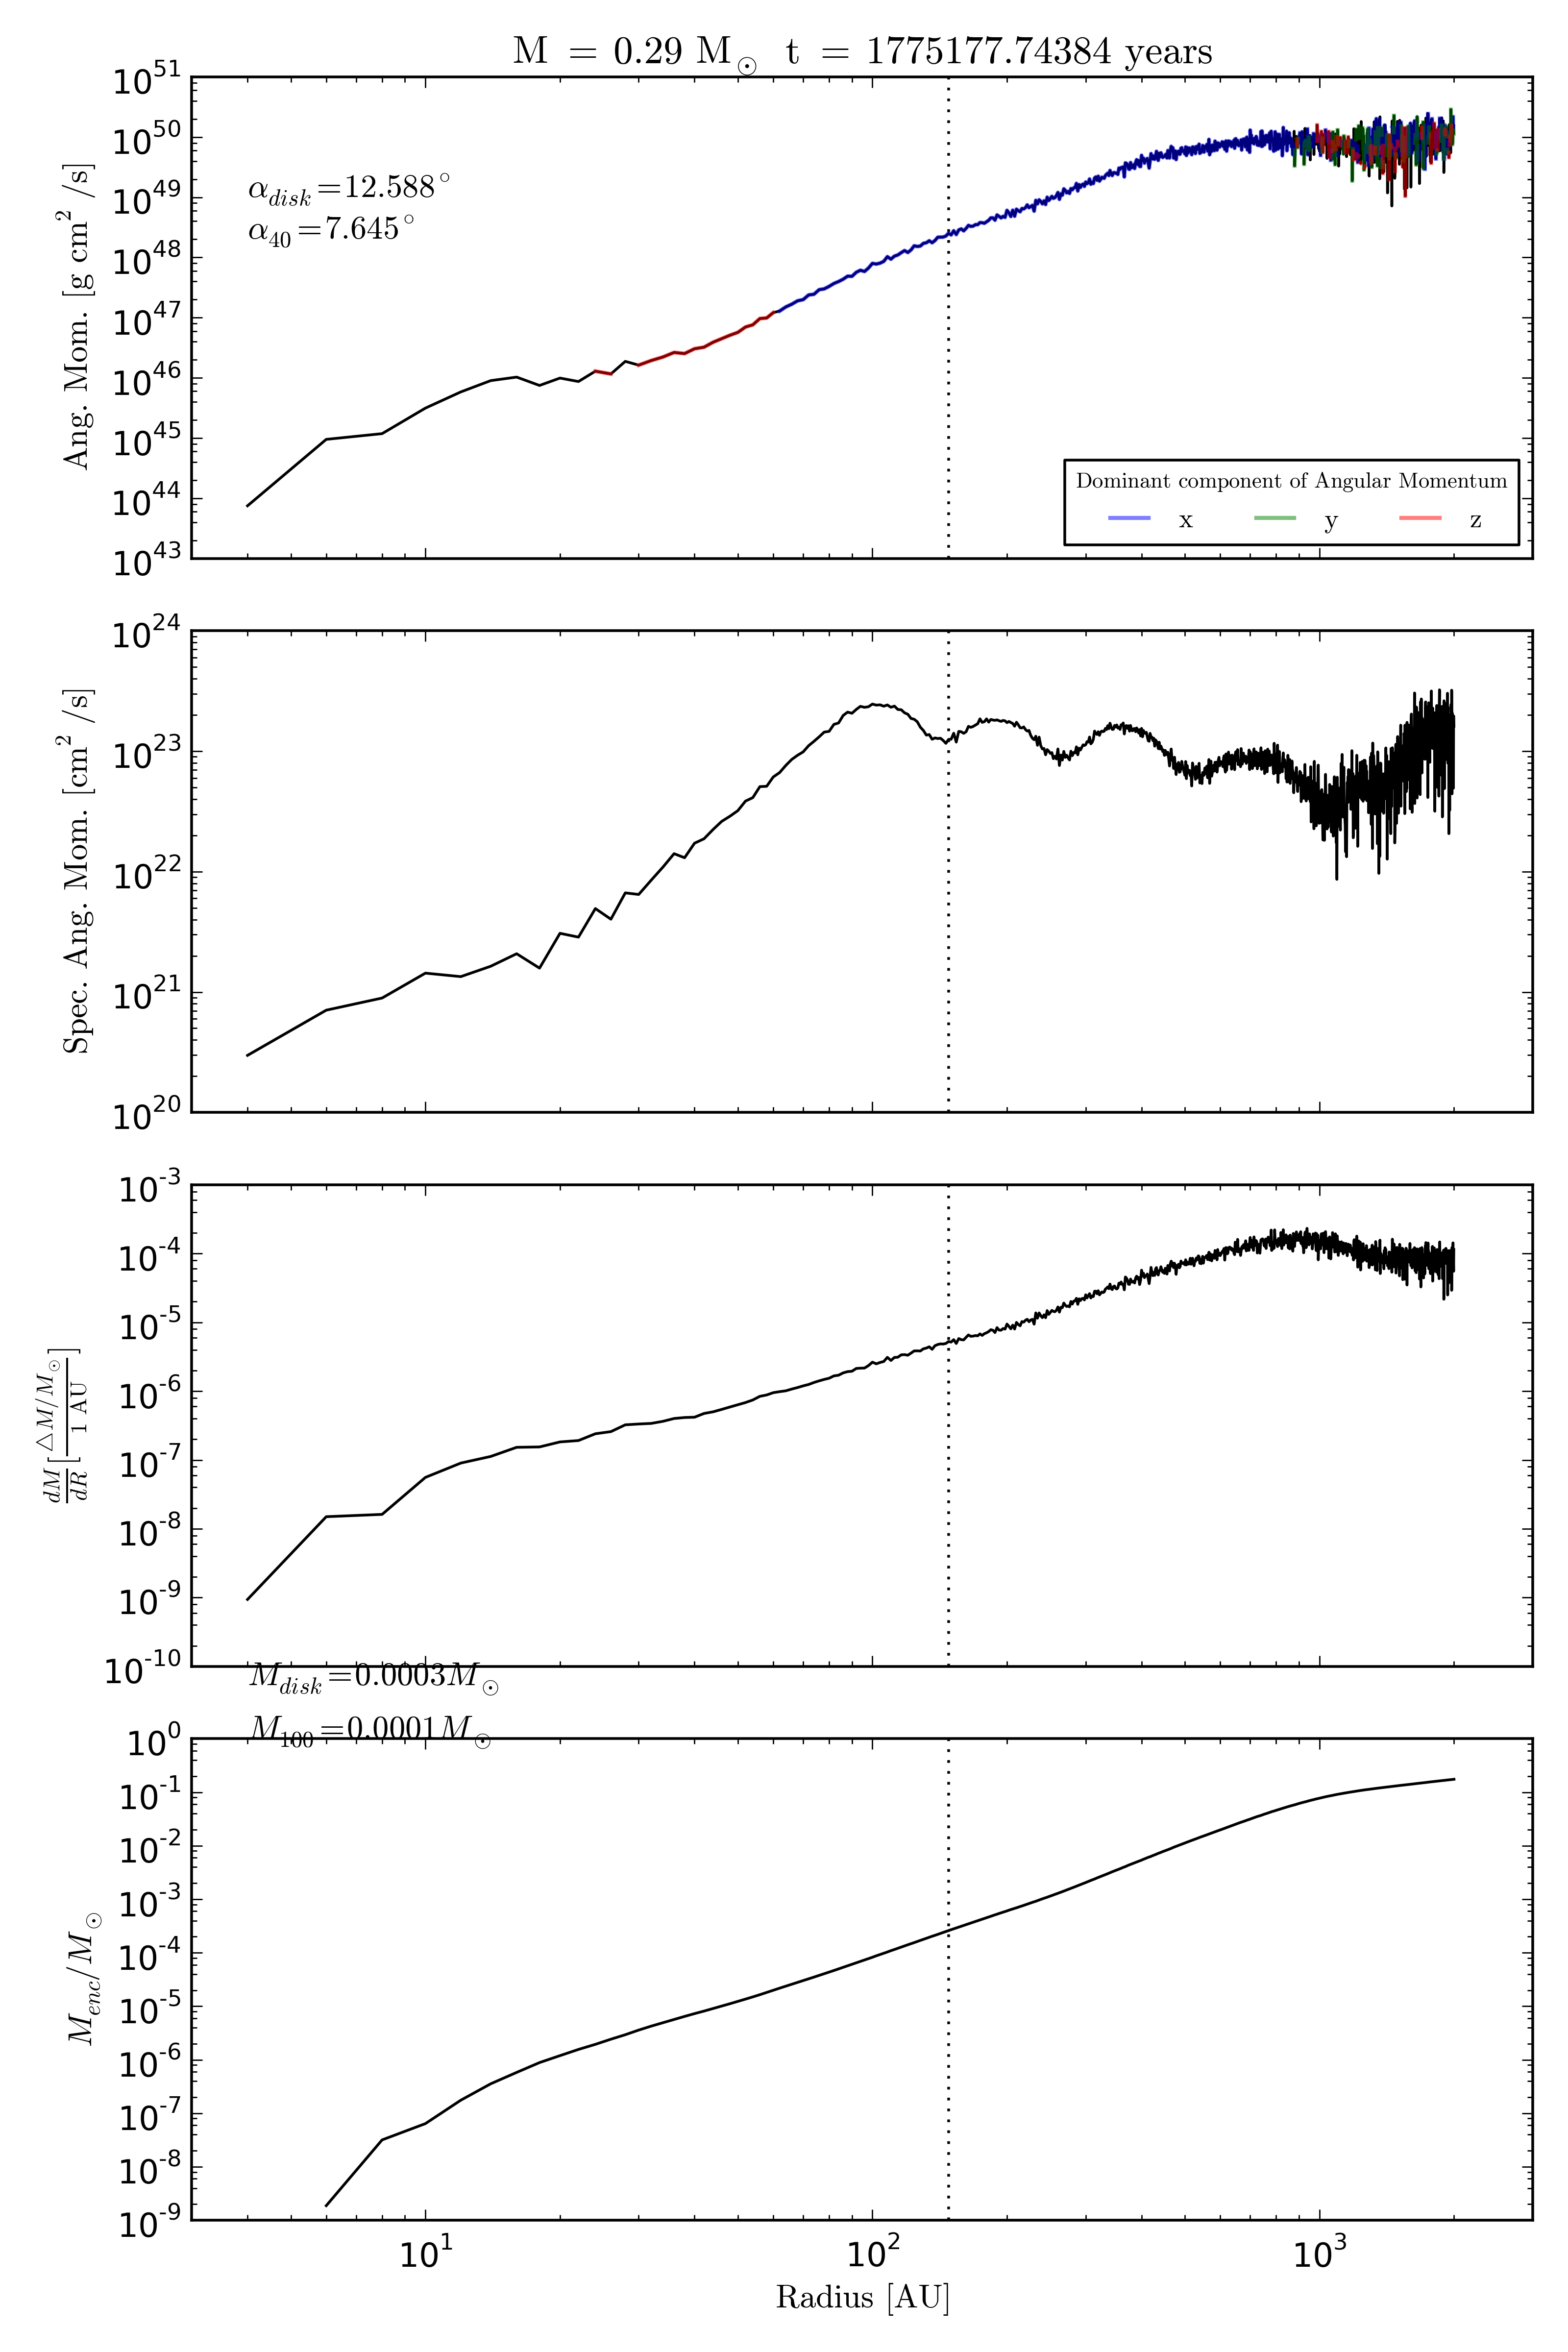 M = 0.29 M⊙ t = 1775177.74384 years
10^51
10^50
10^49
10^48
10^47
10^46
10^45
10^44
10^43
Ang. Mom. [g cm^2 /s]
α_disk=12.588°
α_40=7.645°
Dominant component of Angular Momentum
x y z
10^24
10^23
10^22
10^21
10^20
Spec. Ang. Mom. [cm^2 /s]
10^-3
10^-4
10^-5
10^-6
10^-7
10^-8
10^-9
10^-10
dM/dR [△M/M⊙ / 1 AU]
M_disk=0.0003M⊙
M_100=0.0001M⊙
10^0
10^-1
10^-2
10^-3
10^-4
10^-5
10^-6
10^-7
10^-8
10^-9
M_enc/M⊙
10^1 10^2 10^3
Radius [AU]